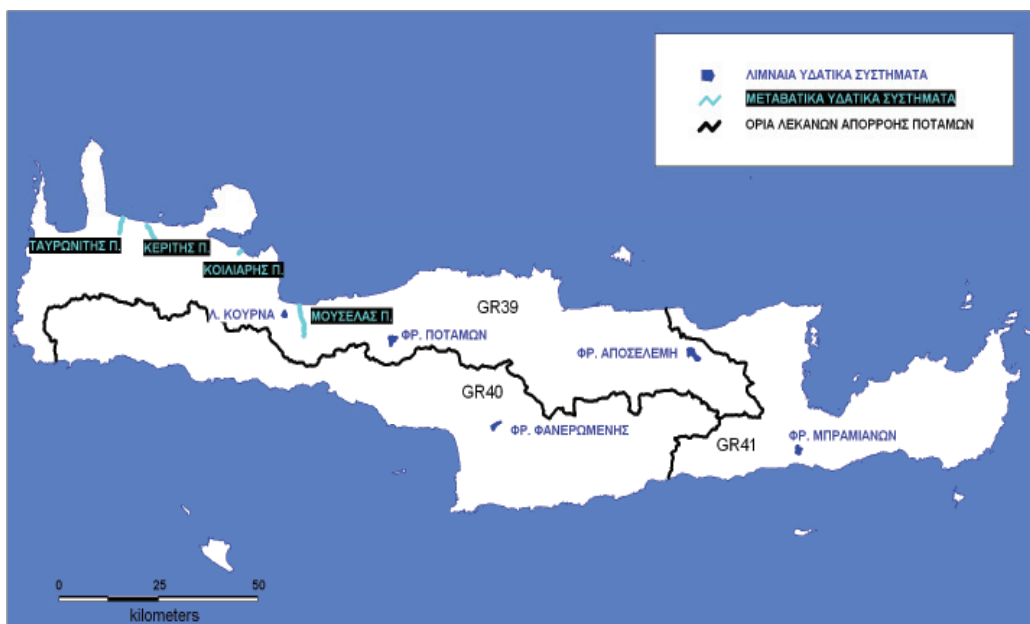 ΛΙΜΝΑΙΑ ΥΔΑΤΙΚΑ ΣΥΣΤΗΜΑΤΑ
ΜΕΤΑΒΑΤΙΚΑ ΥΔΑΤΙΚΑ ΣΥΣΤΗΜΑΤΑ
ΟΡΙΑ ΛΕΚΑΝΩΝ ΑΠΟΡΡΟΗΣ ΠΟΤΑΜΩΝ
ΤΑΥΡΩΝΙΤΗΣ Π.
ΚΕΡΙΤΗΣ Π.
ΚΟΙΛΙΑΡΗΣ Π.
Λ. ΚΟΥΡΝΑ
ΜΟΥΣΕΛΑΣ Π.
GR39
ΦΡ. ΠΟΤΑΜΩΝ
ΦΡ. ΑΠΟΣΕΛΕΜΗ
GR40
ΦΡ. ΦΑΝΕΡΩΜΕΝΗΣ
GR41
ΦΡ. ΜΠΡΑΜΙΑΝΩΝ
0 25 50
kilometers